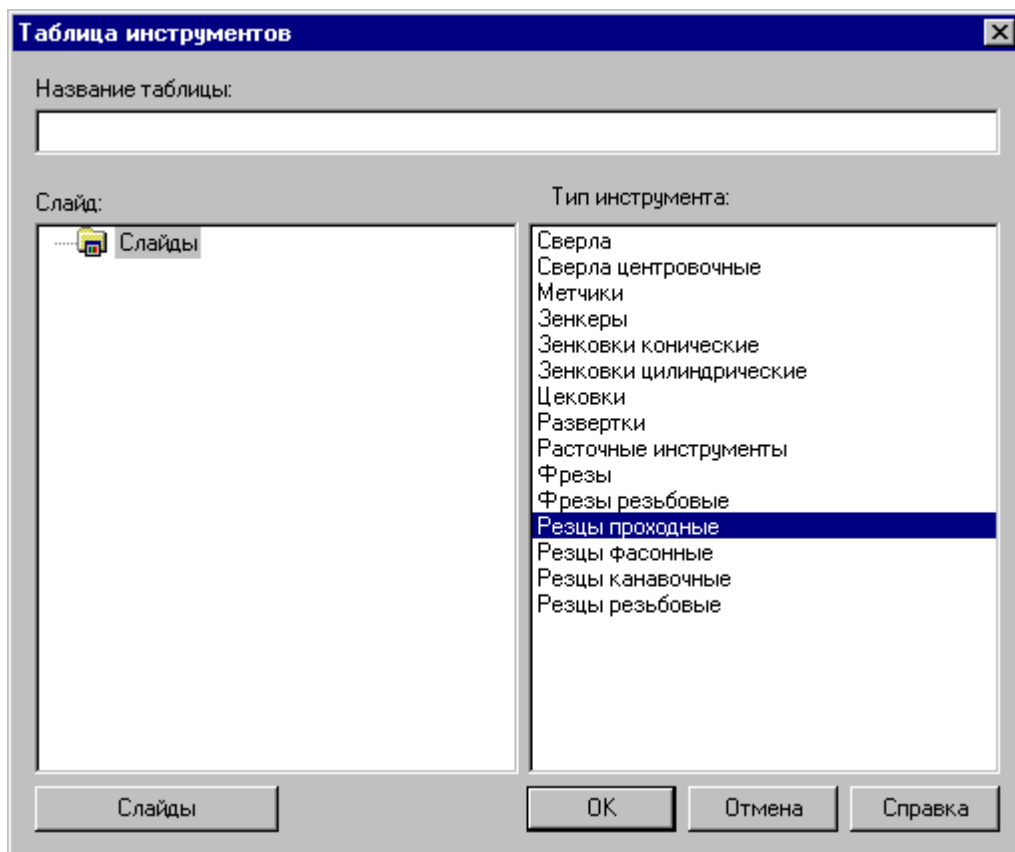 Таблица инструментов
Название таблицы:
Слайд:
Тип инструмента:
Слайды
Сверла
Сверла центровочные
Метчики
Зенкеры
Зенковки конические
Зенковки цилиндрические
Цековки
Развертки
Расточные инструменты
Фрезы
Фрезы резьбовые
Резцы проходные
Резцы фасонные
Резцы канавочные
Резцы резьбовые
Слайды
OK
Отмена
Справка